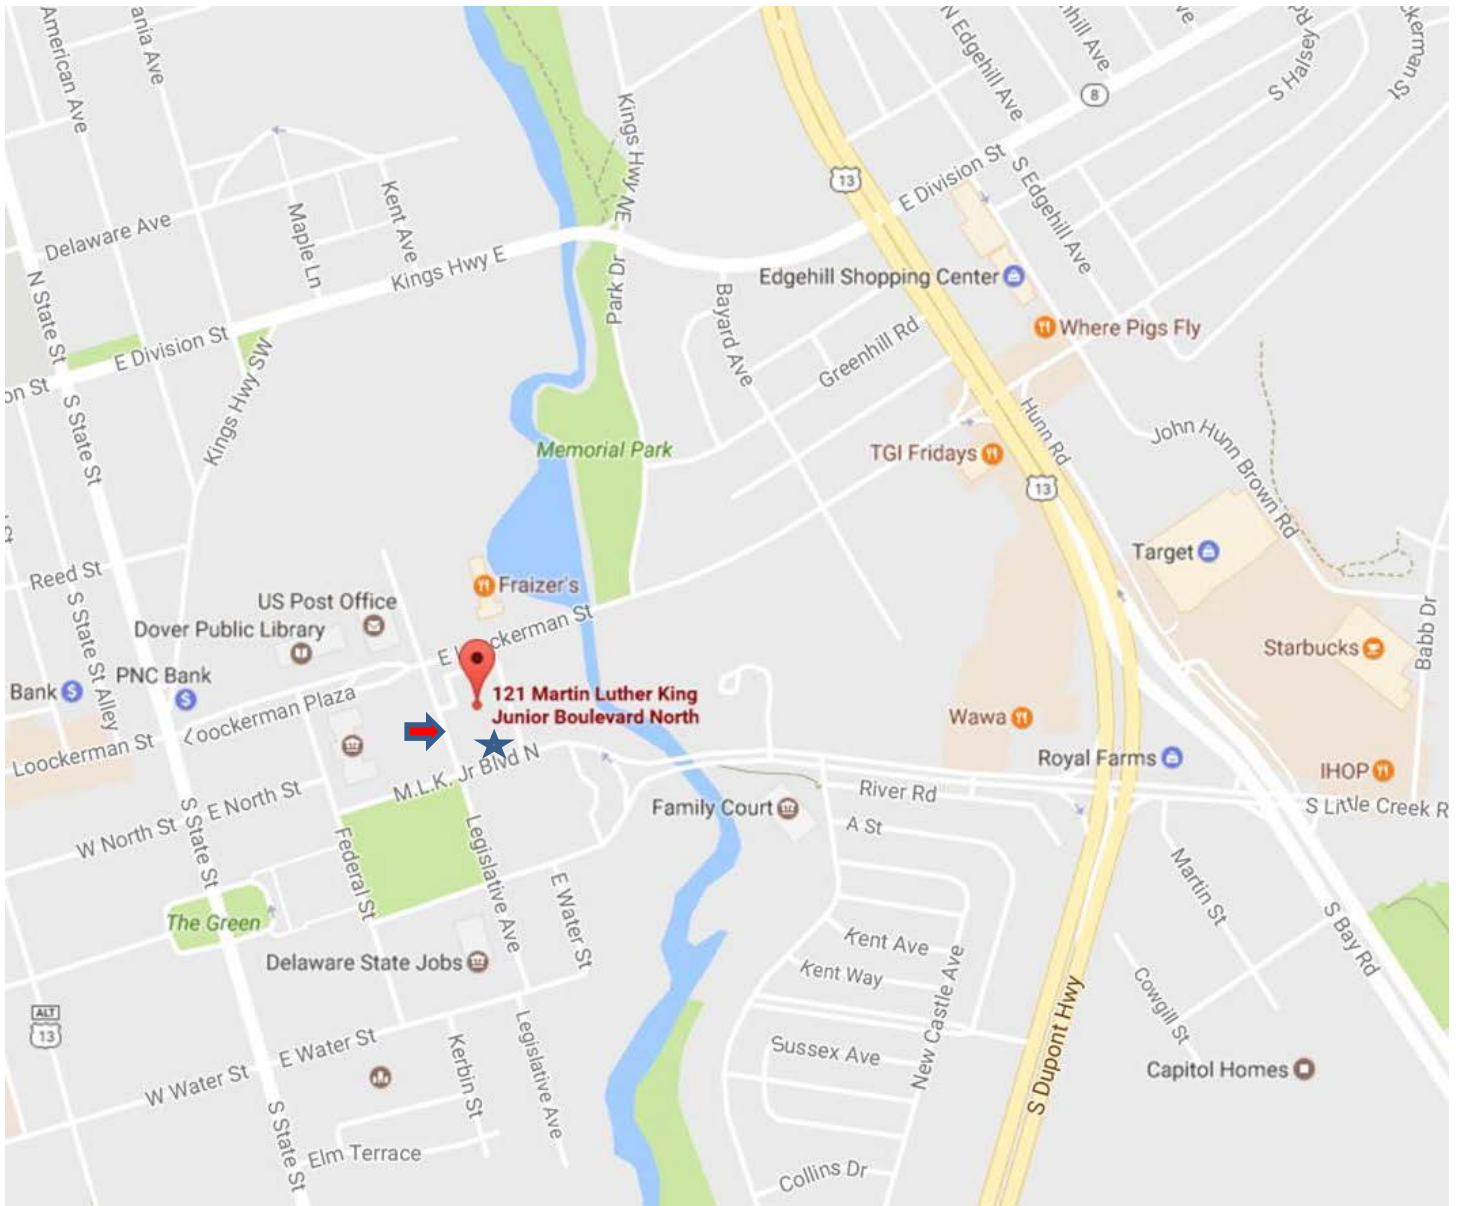 American Ave
ania Ave
Kings Hwy NE
N Edgehill Ave
nhill Ave
ve
S Halsey Rd
ckerman St
8
13
E Division St
S Edgehill Ave
Delaware Ave
Maple Ln
Kent Ave
Kings Hwy E
N State St
Park Dr
Bayard Ave
Edgehill Shopping Center
Where Pigs Fly
Greenhill Rd
E Division St
on St
Kings Hwy SW
S State St
Memorial Park
TGI Fridays
Hunn Rd
13
John Hunn Brown Rd
Target
Reed St
US Post Office
Fraizer's
Dover Public Library
S State St Alley
PNC Bank
Bank
Starbucks
Babb Dr
121 Martin Luther King
Junior Boulevard North
Loockerman St
Loockerman Plaza
Wawa
Royal Farms
IHOP
M.L.K. Jr Blvd N
W North St
E North St
S State St
Family Court
River Rd
S Little Creek R
A St
Federal St
Legislative Ave
E Water St
Martin St
The Green
Delaware State Jobs
Kent Ave
Kent Way
New Castle Ave
S Bay Rd
Cowgill St
ALT
13
E Water St
W Water St
Kerbin St
Legislative Ave
Sussex Ave
S Dupont Hwy
Capitol Homes
S State St
Elm Terrace
Collins Dr